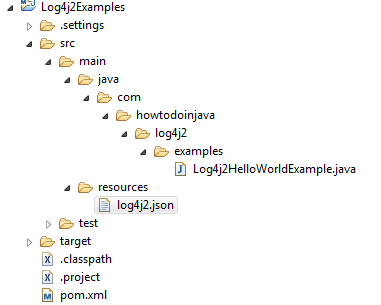 Log4j2Examples
.settings
src
main
java
com
howtodoinjava
log4j2
examples
Log4j2HelloWorldExample.java
resources
log4j2.json
test
target
.classpath
.project
pom.xml